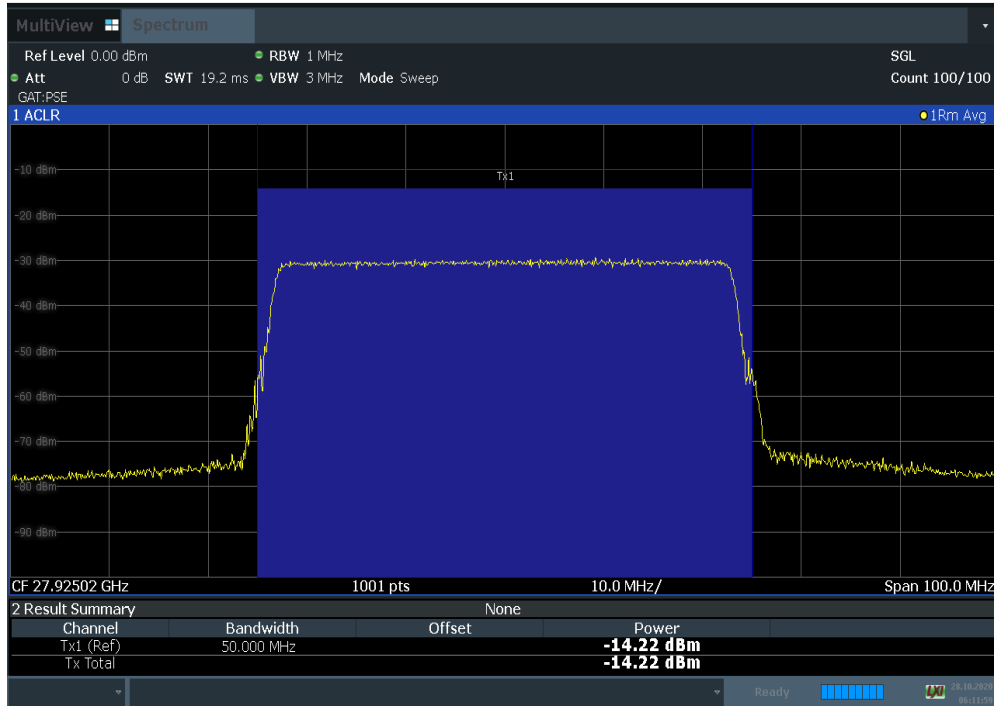 MultiView Spectrum
Ref Level 0.00 dBm RBW 1 MHz SGL
Att 0 dB SWT 19.2 ms VBW 3 MHz Mode Sweep Count 100/100
GAT:PSE
1 ACLR 1Rm Avg
Tx1
-10 dBm
-20 dBm
-30 dBm
-40 dBm
-50 dBm
-60 dBm
-70 dBm
-80 dBm
-90 dBm
CF 27.92502 GHz 1001 pts 10.0 MHz/ Span 100.0 MHz
2 Result Summary None
Channel Bandwidth Offset Power
Tx1 (Ref) 50.000 MHz -14.22 dBm
Tx Total -14.22 dBm
Ready LXI 28.10.2020
06:11:59